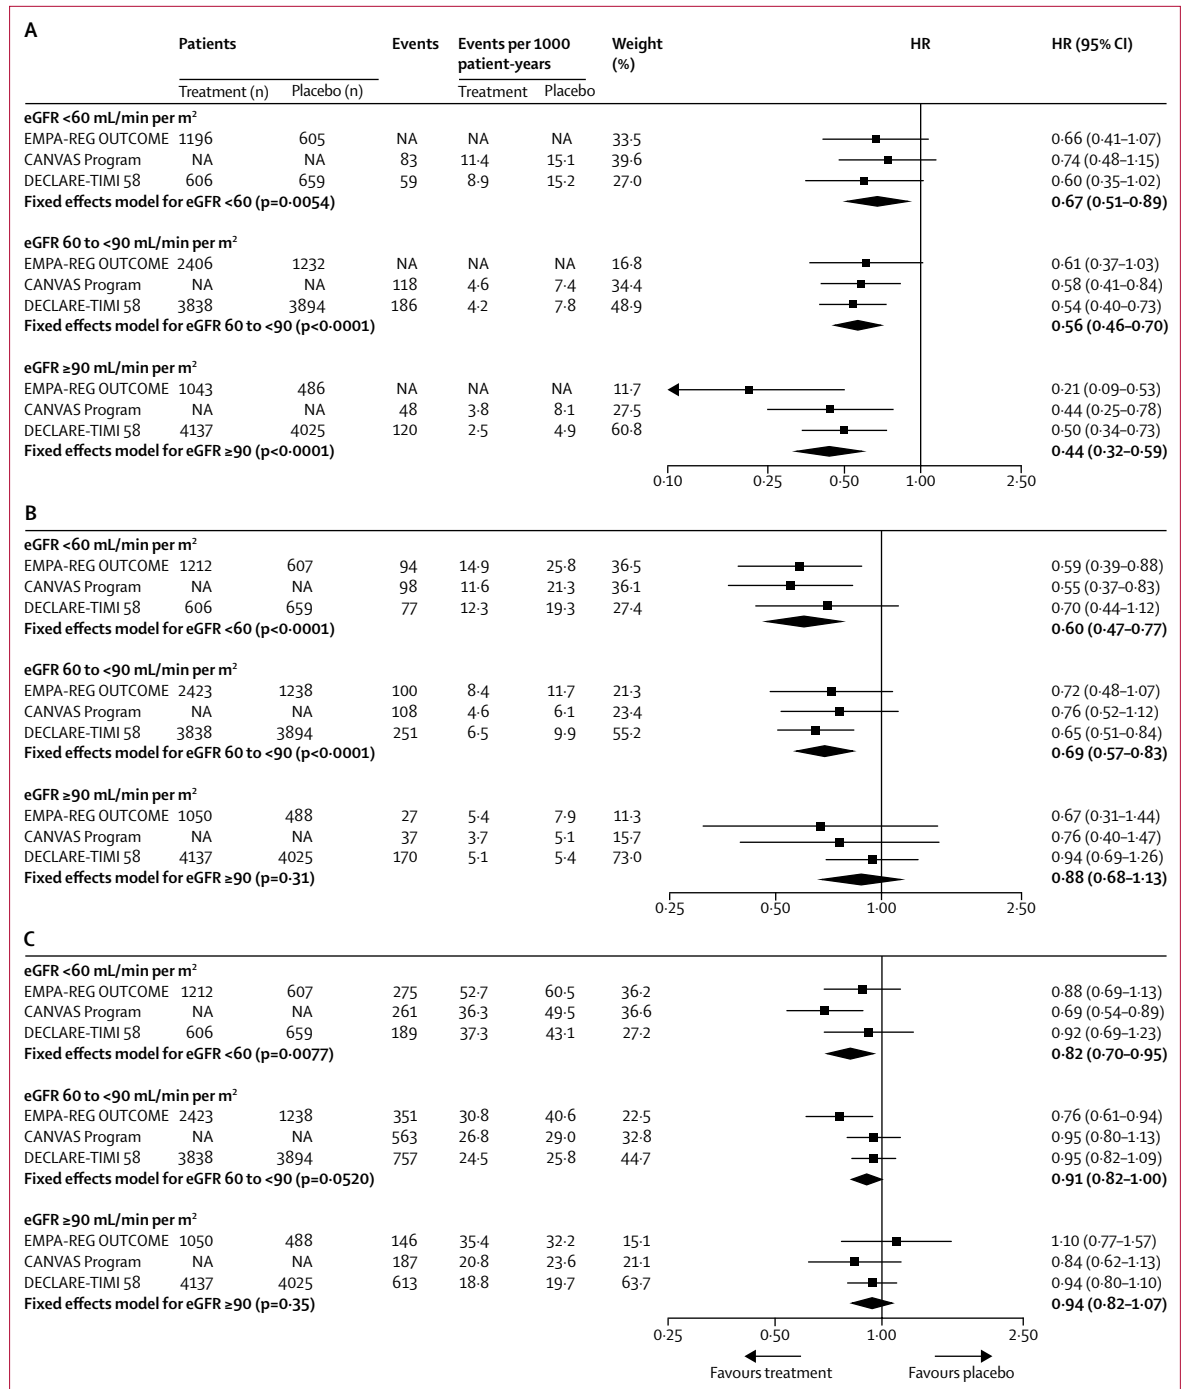 A
Patients Events Events per 1000 patient-years Weight (%) HR HR (95% CI)
Treatment (n) Placebo (n) Treatment Placebo
eGFR <60 mL/min per m²
EMPA-REG OUTCOME 1196 605 NA NA NA 33·5 0·66 (0·41–1·07)
CANVAS Program NA NA 83 11·4 15·1 39·6 0·74 (0·48–1·15)
DECLARE-TIMI 58 606 659 59 8·9 15·2 27·0 0·60 (0·35–1·02)
Fixed effects model for eGFR <60 (p=0·0054) 0·67 (0·51–0·89)
eGFR 60 to <90 mL/min per m²
EMPA-REG OUTCOME 2406 1232 NA NA NA 16·8 0·61 (0·37–1·03)
CANVAS Program NA NA 118 4·6 7·4 34·4 0·58 (0·41–0·84)
DECLARE-TIMI 58 3838 3894 186 4·2 7·8 48·9 0·54 (0·40–0·73)
Fixed effects model for eGFR 60 to <90 (p<0·0001) 0·56 (0·46–0·70)
eGFR ≥90 mL/min per m²
EMPA-REG OUTCOME 1043 486 NA NA NA 11·7 0·21 (0·09–0·53)
CANVAS Program NA NA 48 3·8 8·1 27·5 0·44 (0·25–0·78)
DECLARE-TIMI 58 4137 4025 120 2·5 4·9 60·8 0·50 (0·34–0·73)
Fixed effects model for eGFR ≥90 (p<0·0001) 0·44 (0·32–0·59)
0·10 0·25 0·50 1·00 2·50
B
eGFR <60 mL/min per m²
EMPA-REG OUTCOME 1212 607 94 14·9 25·8 36·5 0·59 (0·39–0·88)
CANVAS Program NA NA 98 11·6 21·3 36·1 0·55 (0·37–0·83)
DECLARE-TIMI 58 606 659 77 12·3 19·3 27·4 0·70 (0·44–1·12)
Fixed effects model for eGFR <60 (p<0·0001) 0·60 (0·47–0·77)
eGFR 60 to <90 mL/min per m²
EMPA-REG OUTCOME 2423 1238 100 8·4 11·7 21·3 0·72 (0·48–1·07)
CANVAS Program NA NA 108 4·6 6·1 23·4 0·76 (0·52–1·12)
DECLARE-TIMI 58 3838 3894 251 6·5 9·9 55·2 0·65 (0·51–0·84)
Fixed effects model for eGFR 60 to <90 (p<0·0001) 0·69 (0·57–0·83)
eGFR ≥90 mL/min per m²
EMPA-REG OUTCOME 1050 488 27 5·4 7·9 11·3 0·67 (0·31–1·44)
CANVAS Program NA NA 37 3·7 5·1 15·7 0·76 (0·40–1·47)
DECLARE-TIMI 58 4137 4025 170 5·1 5·4 73·0 0·94 (0·69–1·26)
Fixed effects model for eGFR ≥90 (p=0·31) 0·88 (0·68–1·13)
0·25 0·50 1·00 2·50
C
eGFR <60 mL/min per m²
EMPA-REG OUTCOME 1212 607 275 52·7 60·5 36·2 0·88 (0·69–1·13)
CANVAS Program NA NA 261 36·3 49·5 36·6 0·69 (0·54–0·89)
DECLARE-TIMI 58 606 659 189 37·3 43·1 27·2 0·92 (0·69–1·23)
Fixed effects model for eGFR <60 (p=0·0077) 0·82 (0·70–0·95)
eGFR 60 to <90 mL/min per m²
EMPA-REG OUTCOME 2423 1238 351 30·8 40·6 22·5 0·76 (0·61–0·94)
CANVAS Program NA NA 563 26·8 29·0 32·8 0·95 (0·80–1·13)
DECLARE-TIMI 58 3838 3894 757 24·5 25·8 44·7 0·95 (0·82–1·09)
Fixed effects model for eGFR 60 to <90 (p=0·0520) 0·91 (0·82–1·00)
eGFR ≥90 mL/min per m²
EMPA-REG OUTCOME 1050 488 146 35·4 32·2 15·1 1·10 (0·77–1·57)
CANVAS Program NA NA 187 20·8 23·6 21·1 0·84 (0·62–1·13)
DECLARE-TIMI 58 4137 4025 613 18·8 19·7 63·7 0·94 (0·80–1·10)
Fixed effects model for eGFR ≥90 (p=0·35) 0·94 (0·82–1·07)
0·25 0·50 1·00 2·50
Favours treatment Favours placebo